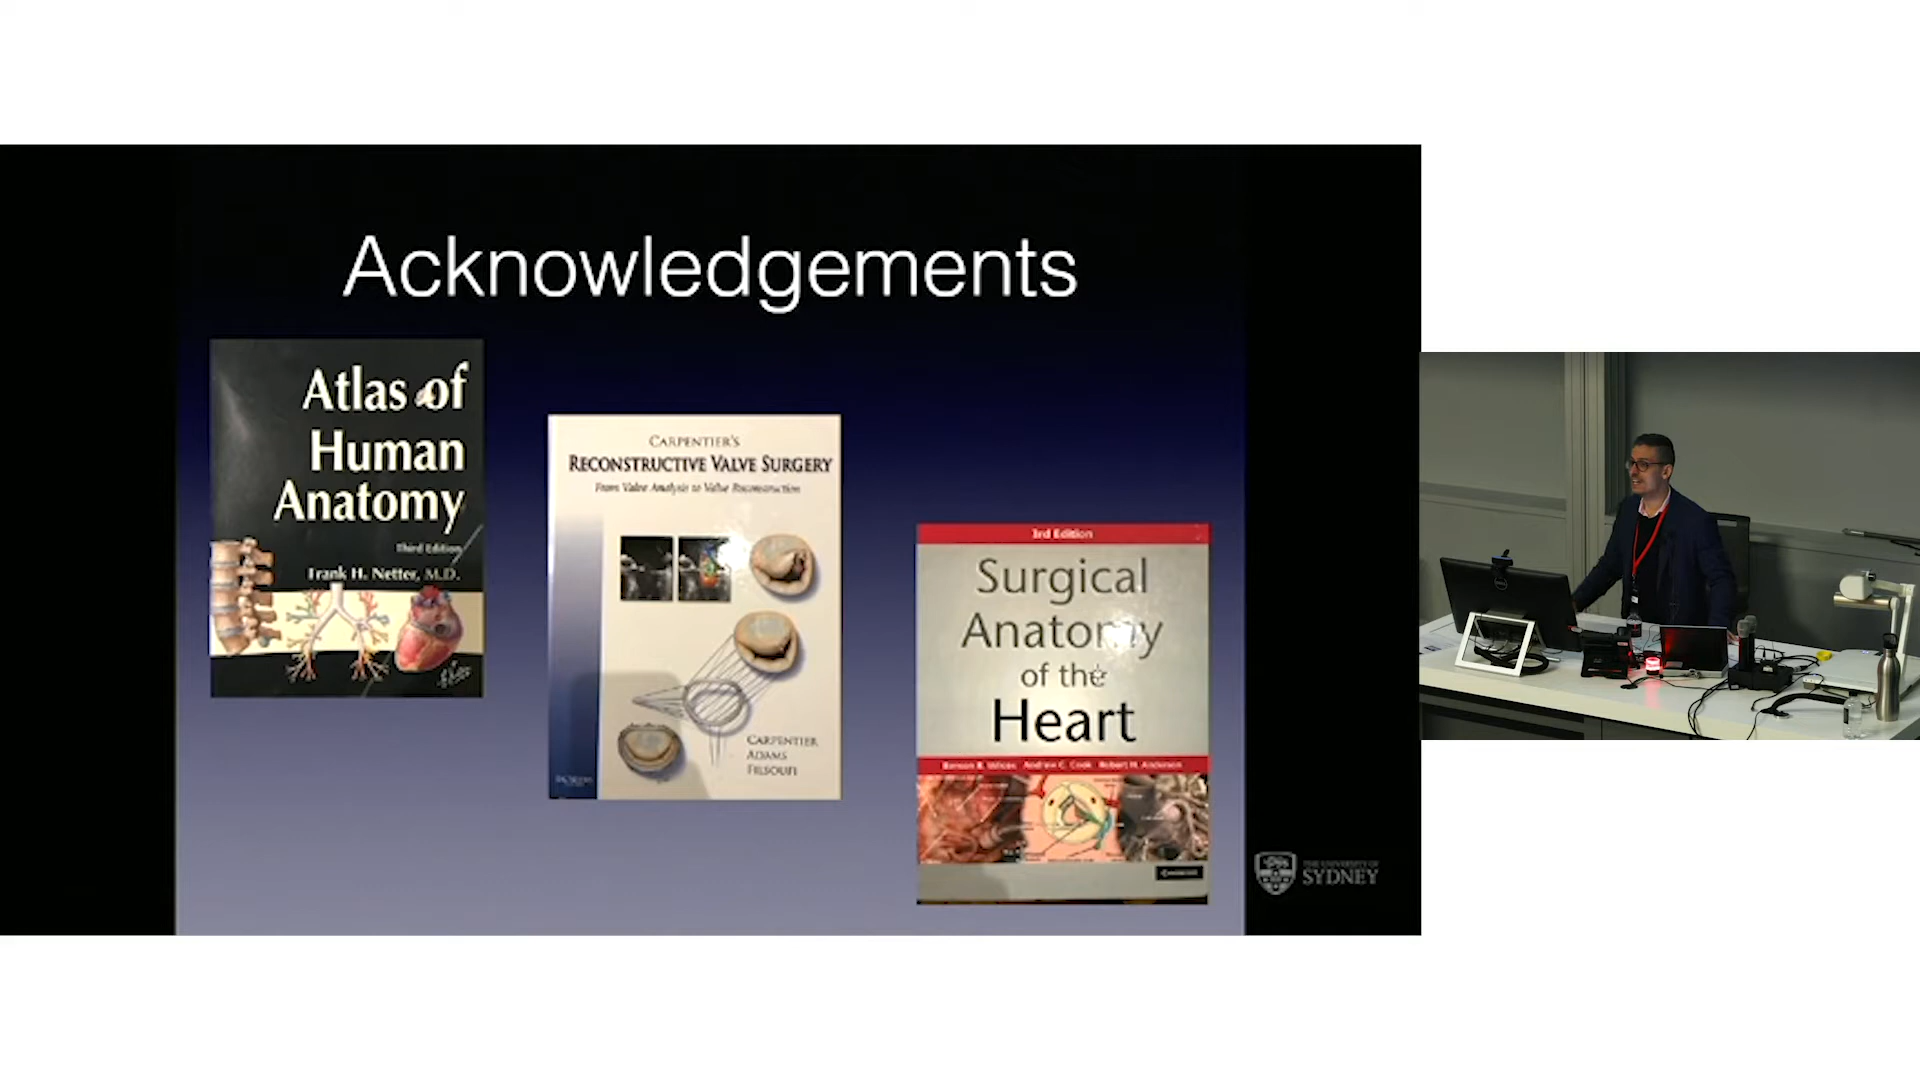 Acknowledgements
Atlas of
Human
Anatomy
Third Edition
Frank H. Netter, M.D.
CARPENTIER'S
RECONSTRUCTIVE VALVE SURGERY
From Valve Analysis to Valve Reconstruction
CARPENTIER
ADAMS
FILSOUFI
3rd Edition
Surgical
Anatomy
of the
Heart
Benson R. Wilcox Andrew C. Cook Robert H. Anderson
THE UNIVERSITY OF
SYDNEY